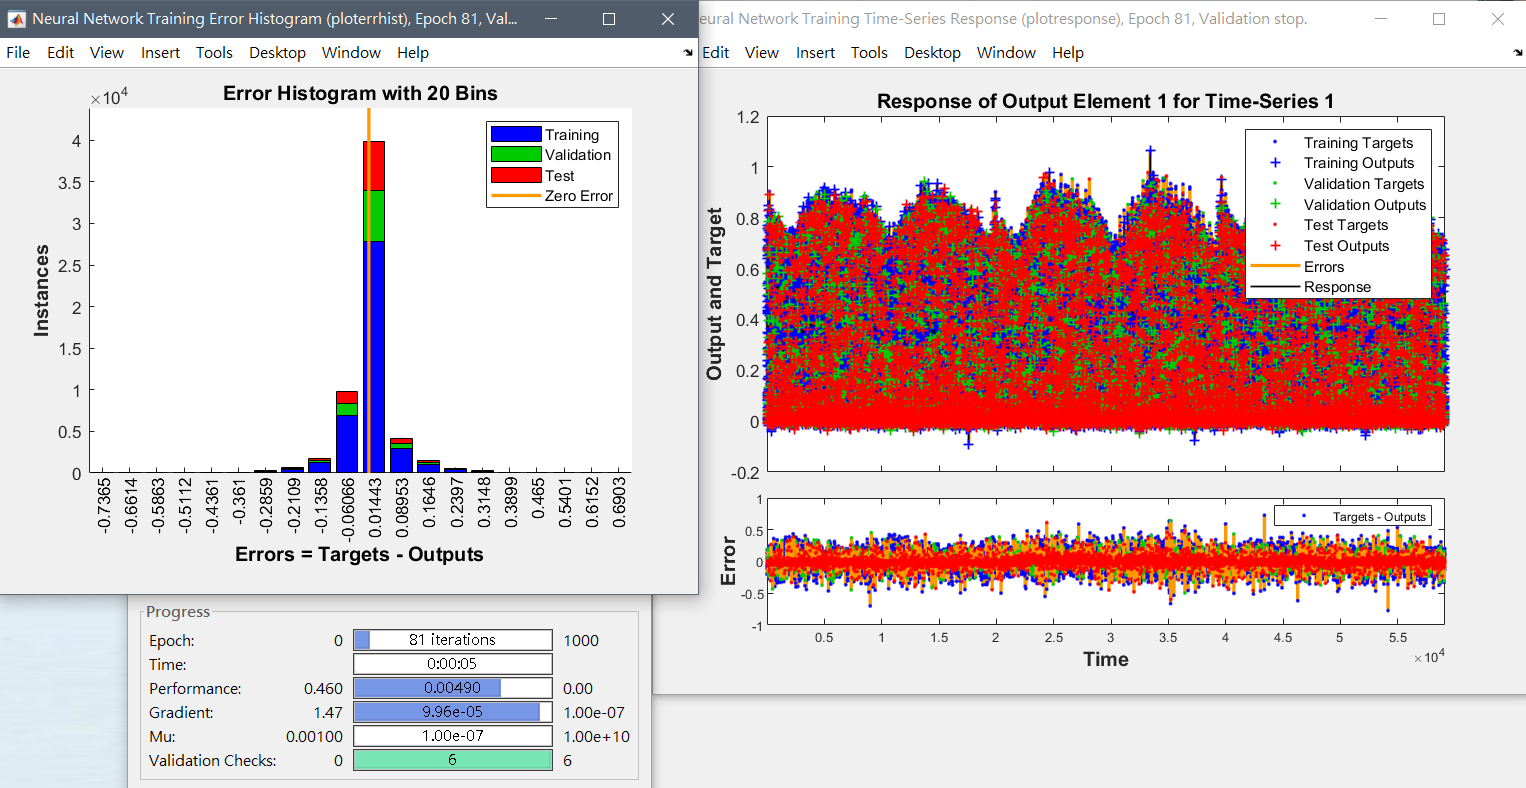 Neural Network Training Error Histogram (ploterrhist), Epoch 81, Val...
File Edit View Insert Tools Desktop Window Help
Error Histogram with 20 Bins
×10^4
4
3.5
3
2.5
2
1.5
1
0.5
0
Instances
Training
Validation
Test
Zero Error
-0.7365
-0.6614
-0.5863
-0.5112
-0.4361
-0.361
-0.2859
-0.2109
-0.1358
-0.06066
0.01443
0.08953
0.1646
0.2397
0.3148
0.3899
0.465
0.5401
0.6152
0.6903
Errors = Targets - Outputs
eural Network Training Time-Series Response (plotresponse), Epoch 81, Validation stop.
Edit View Insert Tools Desktop Window Help
Response of Output Element 1 for Time-Series 1
1.2
1
0.8
0.6
0.4
0.2
0
-0.2
Output and Target
Training Targets
Training Outputs
Validation Targets
Validation Outputs
Test Targets
Test Outputs
Errors
Response
1
0.5
0
-0.5
-1
Error
Targets - Outputs
0.5 1 1.5 2 2.5 3 3.5 4 4.5 5 5.5
×10^4
Time
Progress
Epoch: 0 81 iterations 1000
Time: 0:00:05
Performance: 0.460 0.00490 0.00
Gradient: 1.47 9.96e-05 1.00e-07
Mu: 0.00100 1.00e-07 1.00e+10
Validation Checks: 0 6 6